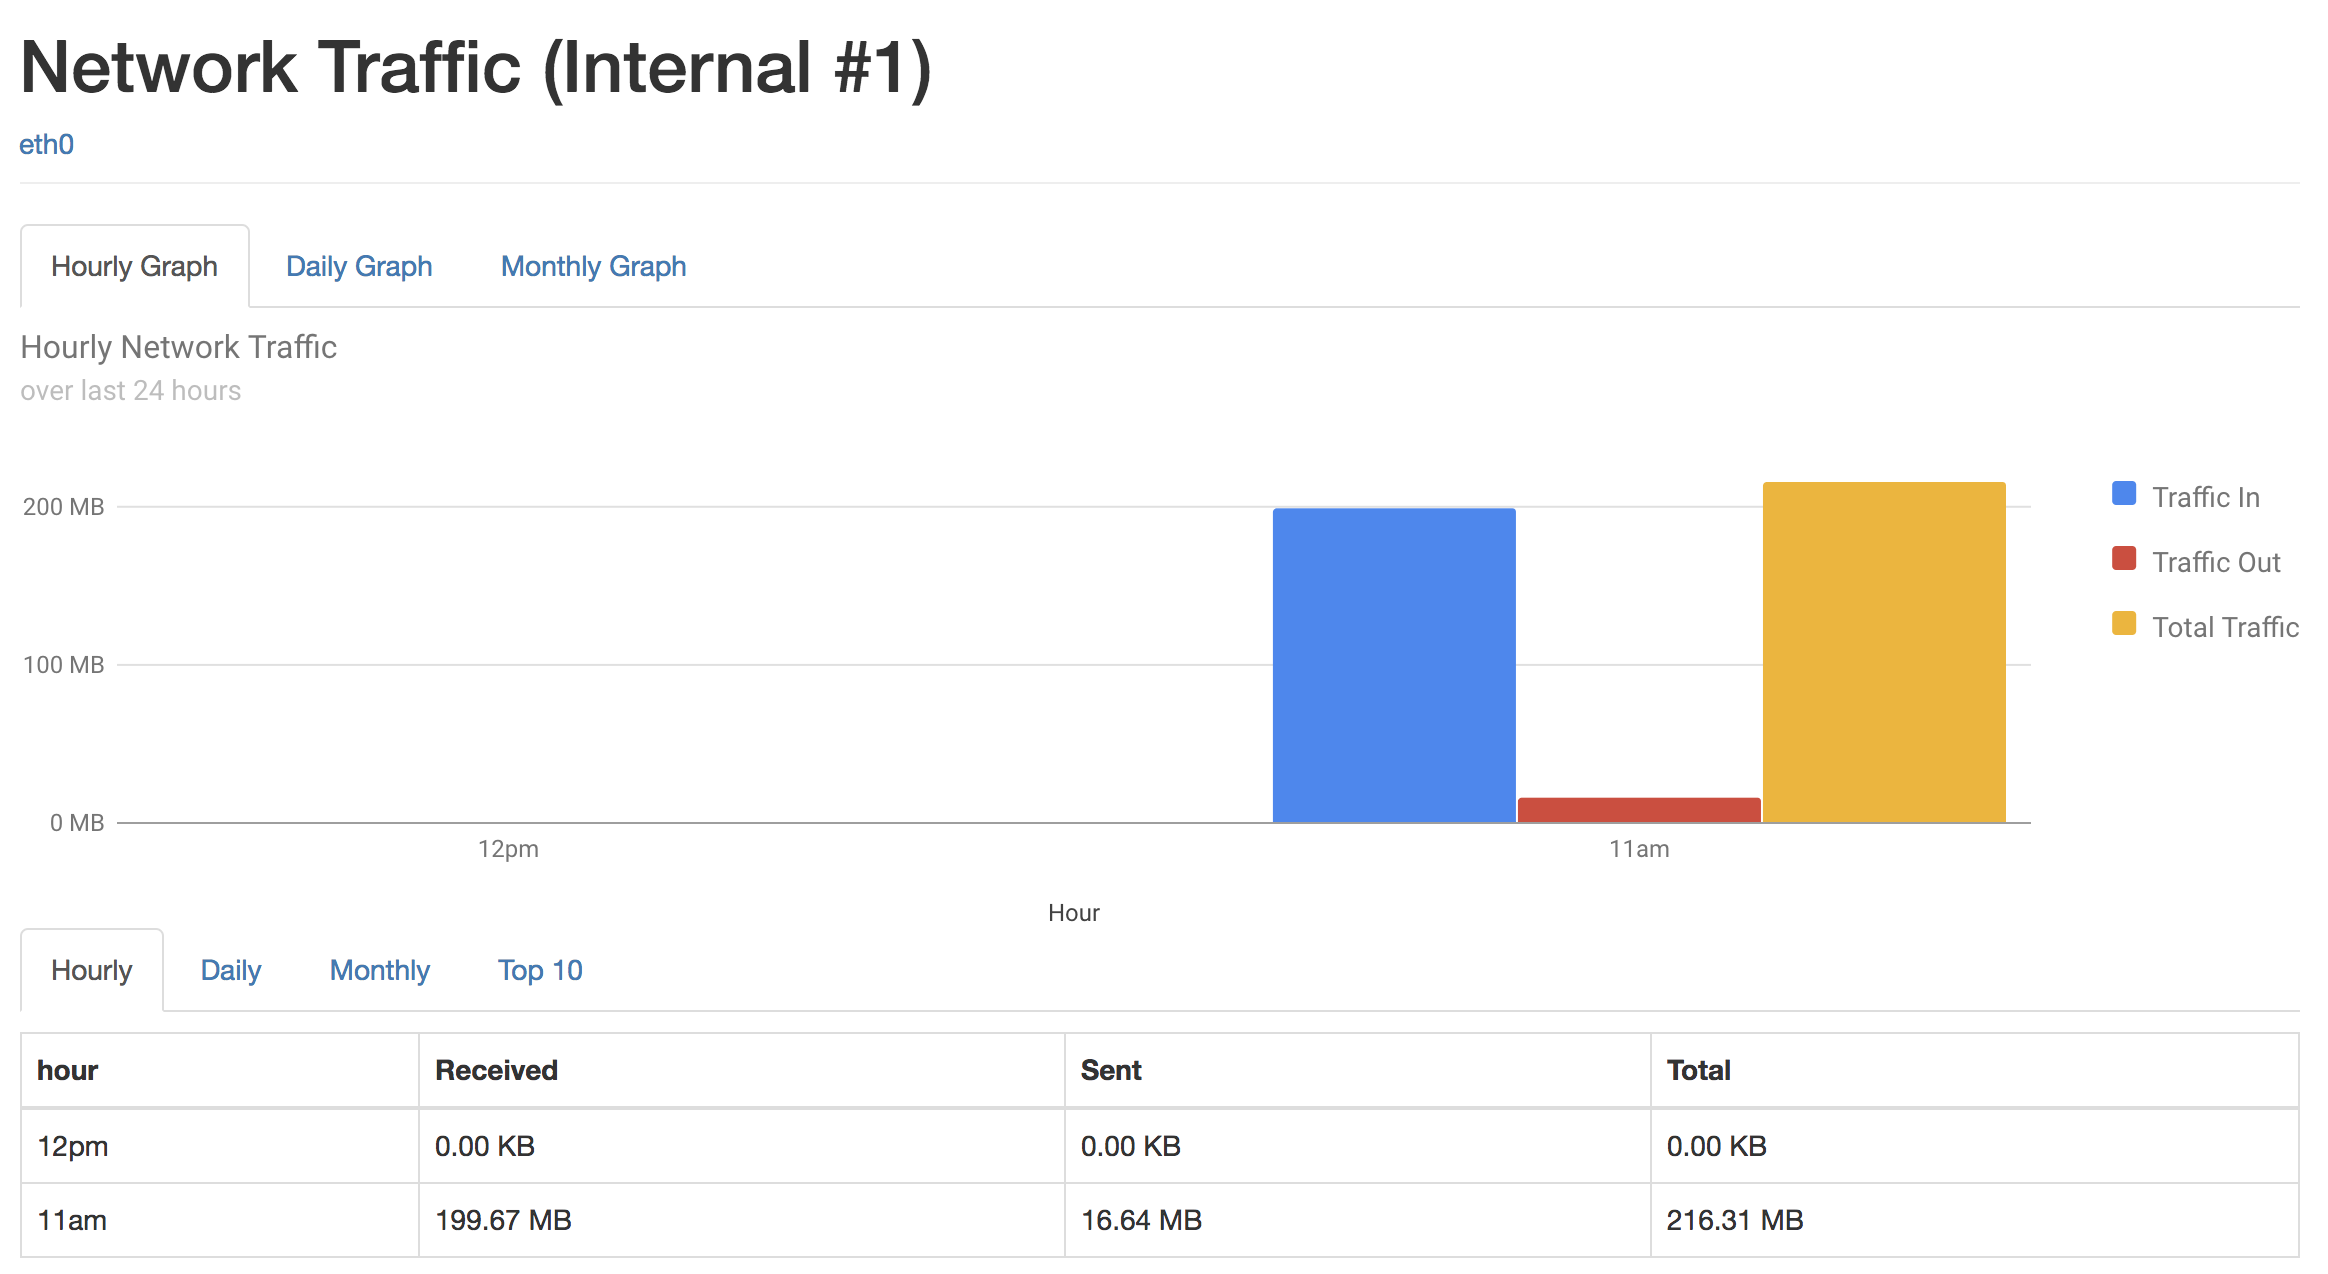 Network Traffic (Internal #1)
eth0
Hourly Graph Daily Graph Monthly Graph
Hourly Network Traffic
over last 24 hours
200 MB
100 MB
0 MB
12pm 11am
Hour
Traffic In
Traffic Out
Total Traffic
Hourly Daily Monthly Top 10
hour Received Sent Total
12pm 0.00 KB 0.00 KB 0.00 KB
11am 199.67 MB 16.64 MB 216.31 MB